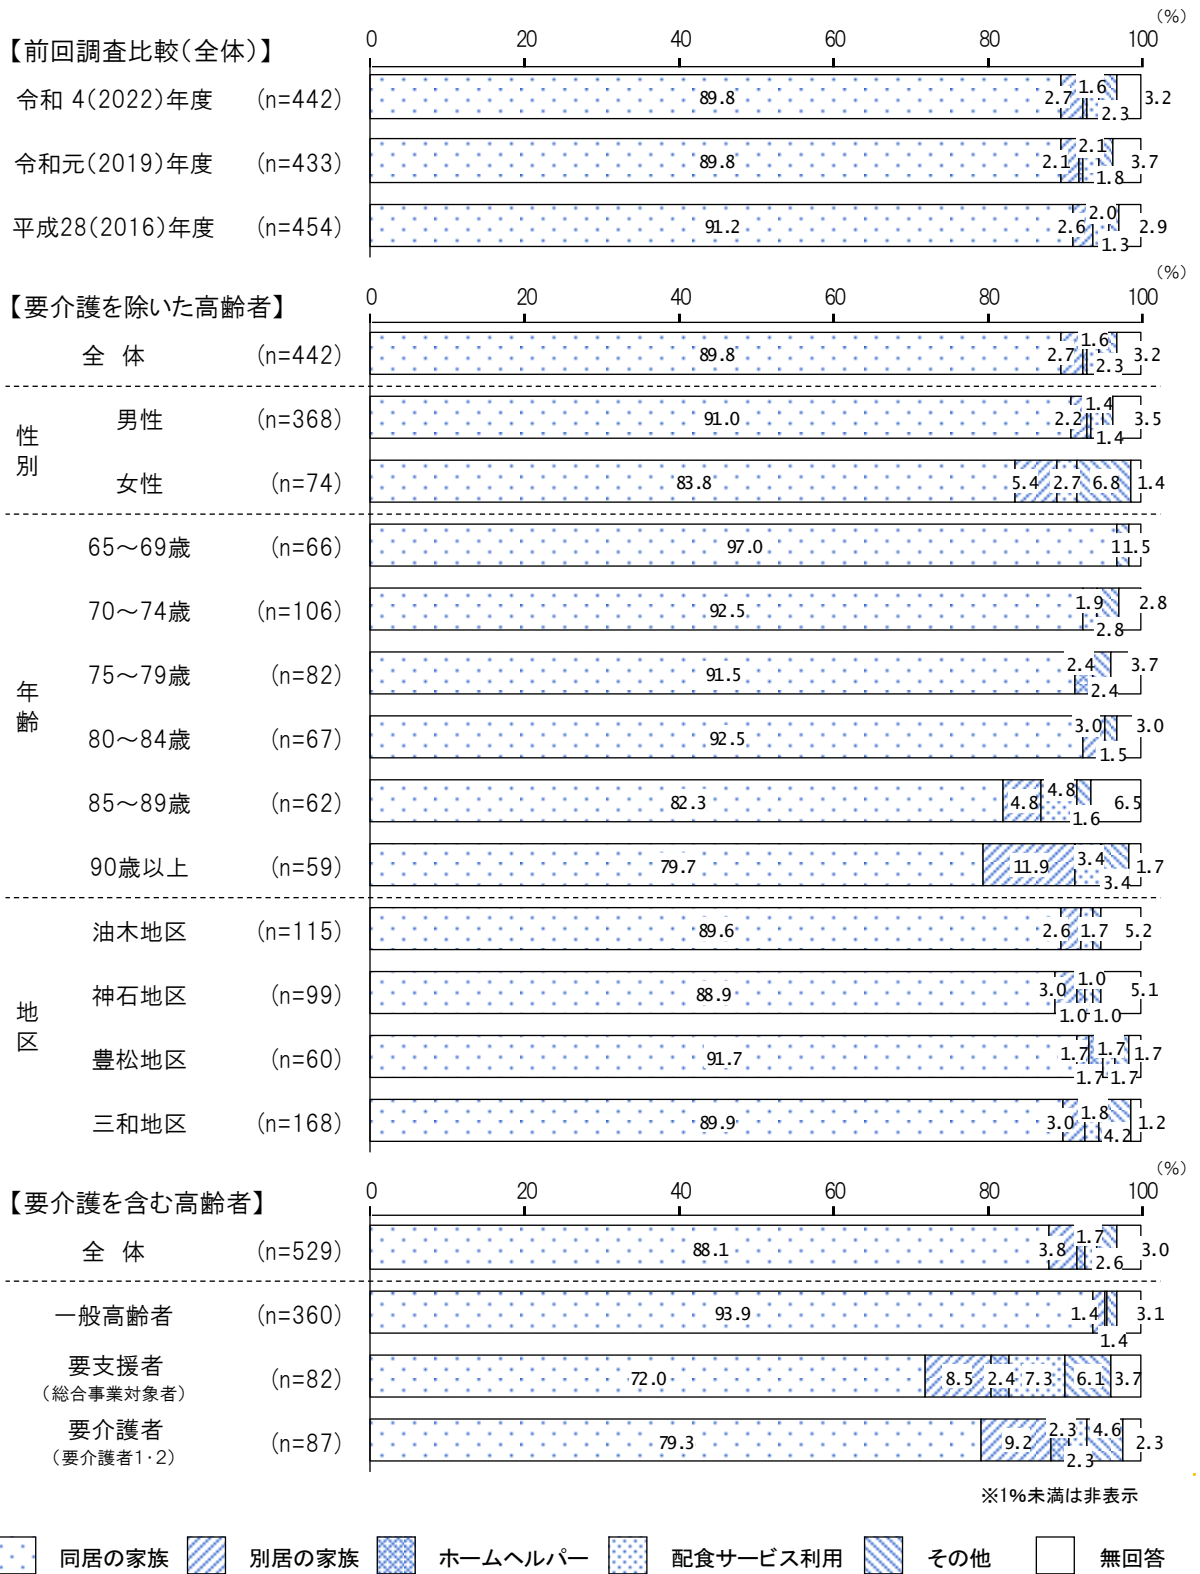 (%)
【前回調査比較(全体)】 0 20 40 60 80 100
令和 4(2022)年度 (n=442) 89.8 2.7 1.6 2.3 3.2
令和元(2019)年度 (n=433) 89.8 2.1 2.1 1.8 3.7
平成28(2016)年度 (n=454) 91.2 2.6 2.0 1.3 2.9
(%)
【要介護を除いた高齢者】 0 20 40 60 80 100
全 体 (n=442) 89.8 2.7 1.6 2.3 3.2
性別
男性 (n=368) 91.0 2.2 1.4 1.4 3.5
女性 (n=74) 83.8 5.4 2.7 6.8 1.4
年齢
65～69歳 (n=66) 97.0 1.5
70～74歳 (n=106) 92.5 1.9 2.8 2.8
75～79歳 (n=82) 91.5 2.4 2.4 3.7
80～84歳 (n=67) 92.5 3.0 1.5 3.0
85～89歳 (n=62) 82.3 4.8 4.8 1.6 6.5
90歳以上 (n=59) 79.7 11.9 3.4 3.4 1.7
地区
油木地区 (n=115) 89.6 2.6 1.7 5.2
神石地区 (n=99) 88.9 3.0 1.0 1.0 1.0 5.1
豊松地区 (n=60) 91.7 1.7 1.7 1.7 1.7 1.7
三和地区 (n=168) 89.9 3.0 1.8 4.2 1.2
(%)
【要介護を含む高齢者】 0 20 40 60 80 100
全 体 (n=529) 88.1 3.8 1.7 2.6 3.0
一般高齢者 (n=360) 93.9 1.4 1.4 3.1
要支援者 (n=82) 72.0 8.5 2.4 7.3 6.1 3.7
(総合事業対象者)
要介護者 (n=87) 79.3 9.2 2.3 2.3 4.6 2.3
(要介護者1・2)
※1%未満は非表示
同居の家族 別居の家族 ホームヘルパー 配食サービス利用 その他 無回答